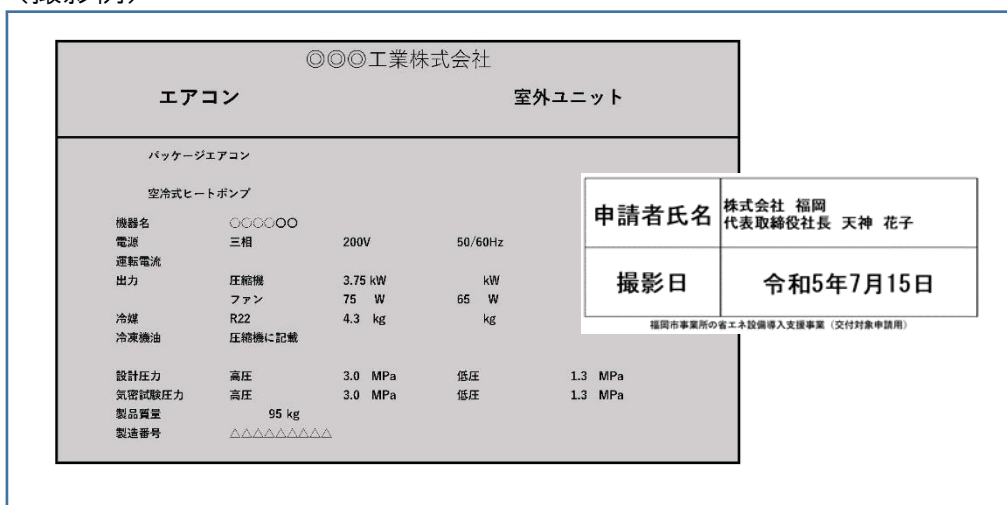 （撮影例）
◎◎◎工業株式会社
エアコン 室外ユニット
パッケージエアコン
空冷式ヒートポンプ
機器名 ○○○○○○
電源 三相 200V 50/60Hz
運転電流
出力 圧縮機 3.75 kW kW
ファン 75 W 65 W
冷媒 R22 4.3 kg kg
冷凍機油 圧縮機に記載
設計圧力 高圧 3.0 MPa 低圧 1.3 MPa
気密試験圧力 高圧 3.0 MPa 低圧 1.3 MPa
製品質量 95 kg
製造番号 △△△△△△△△△
申請者氏名 株式会社 福岡
代表取締役社長 天神 花子
撮影日 令和5年7月15日
福岡市事業所の省エネ設備導入支援事業（交付対象申請用）